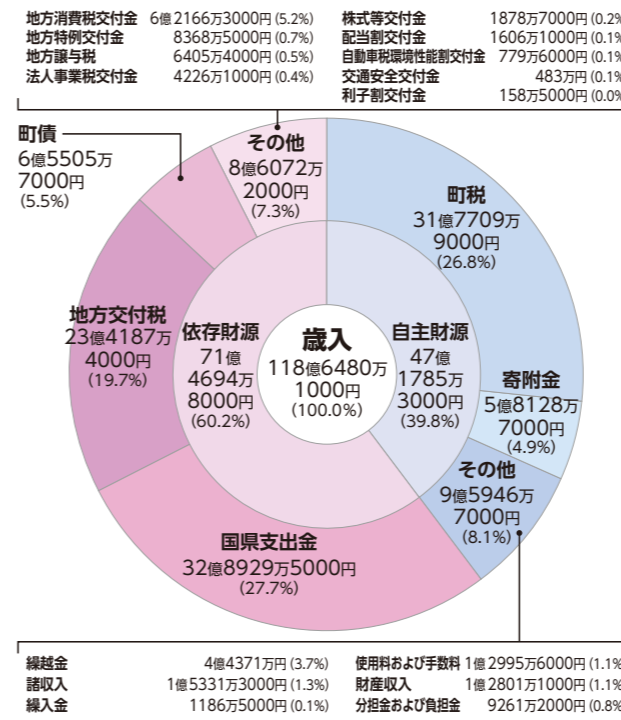 地方消費税交付金 6億2166万3000円 (5.2%)
地方特例交付金 8368万5000円 (0.7%)
地方譲与税 6405万4000円 (0.5%)
法人事業税交付金 4226万1000円 (0.4%)
株式等交付金 1878万7000円 (0.2%
配当割交付金 1606万1000円 (0.1%
自動車税環境性能割交付金 779万6000円 (0.1%
交通安全交付金 483万円 (0.1%
利子割交付金 158万5000円 (0.0%
町債
6億5505万
7000円
(5.5%)
その他
8億6072万
2000円
(7.3%)
町税
31億7709万
9000円
(26.8%)
地方交付税
23億4187万
4000円
(19.7%)
依存財源
71億
4694万
8000円
(60.2%)
歳入
118億6480万
1000円
(100.0%)
自主財源
47億
1785万
3000円
(39.8%)
寄附金
5億8128万
7000円
(4.9%)
その他
9億5946万
7000円
(8.1%)
国県支出金
32億8929万5000円
(27.7%)
繰越金 4億4371万円 (3.7%)
諸収入 1億5331万3000円 (1.3%)
繰入金 1186万5000円 (0.1%)
使用料および手数料 1億2995万6000円 (1.1%
財産収入 1億2801万1000円 (1.1%
分担金および負担金 9261万2000円 (0.8%